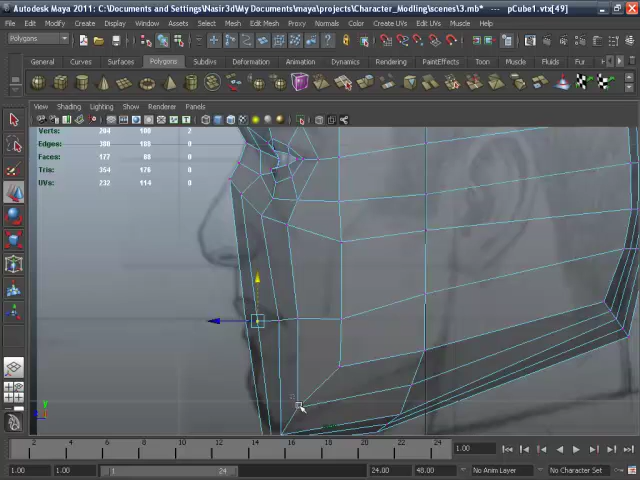 Autodesk Maya 2011: C:\Documents and Settings\Nasir3d\My Documents\maya\Projects\Character_Modling\scenes\3.mb* --- pCube1.vtx[49]
File Edit Modify Create Display Window Assets Select Mesh Edit Mesh Proxy Normals Color Create UVs Edit UVs Muscle
Polygons
General Curves Surfaces Polygons Subdivs Deformation Animation Dynamics Rendering PaintEffects Toon Muscle Fluids Fur
View Shading Lighting Show Renderer Panels
Verts: 204 100 2
Edges: 380 188 0
Faces: 177 88 0
Tris: 354 176 0
UVs: 232 114 0
y
2 4 6 8 10 12 14 16 18 20 22 24 1.00
1.00 1.00 1 24 24.00 48.00 No Anim Layer No Character Set